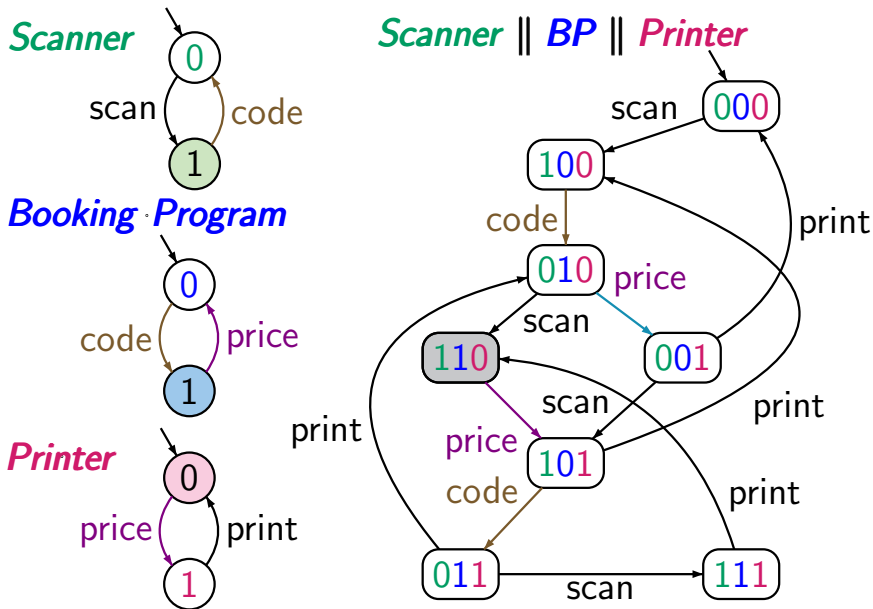 Scanner
0
scan
code
1
Booking Program
0
code
price
1
Printer
0
price
print
1
Scanner || BP || Printer
000
scan
100
code
print
010
price
scan
110
001
scan
print
print
price
101
code
print
011
scan
111